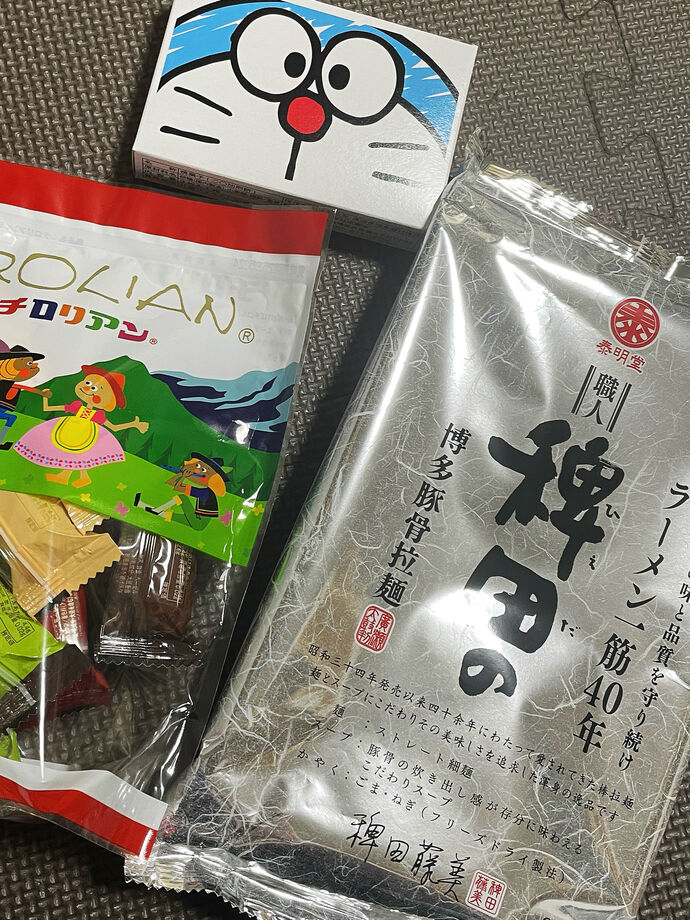 ROLIAN®
チロリアン®
泰
泰明堂
職人
稗田の
ひえだ
博多豚骨拉麺
味と品質を守り続け
ラーメン一筋40年
昭和三十四年発売以来四十余年にわたって愛されてきた棒拉麺
麺とスープにこだわりその美味しさを追求した渾身の逸品です
麺：ストレート細麺
スープ：豚骨の炊き出し感が存分に味わえる
こだわりスープ
かやく：ごま・ねぎ（フリーズドライ製法）
稗田藤美